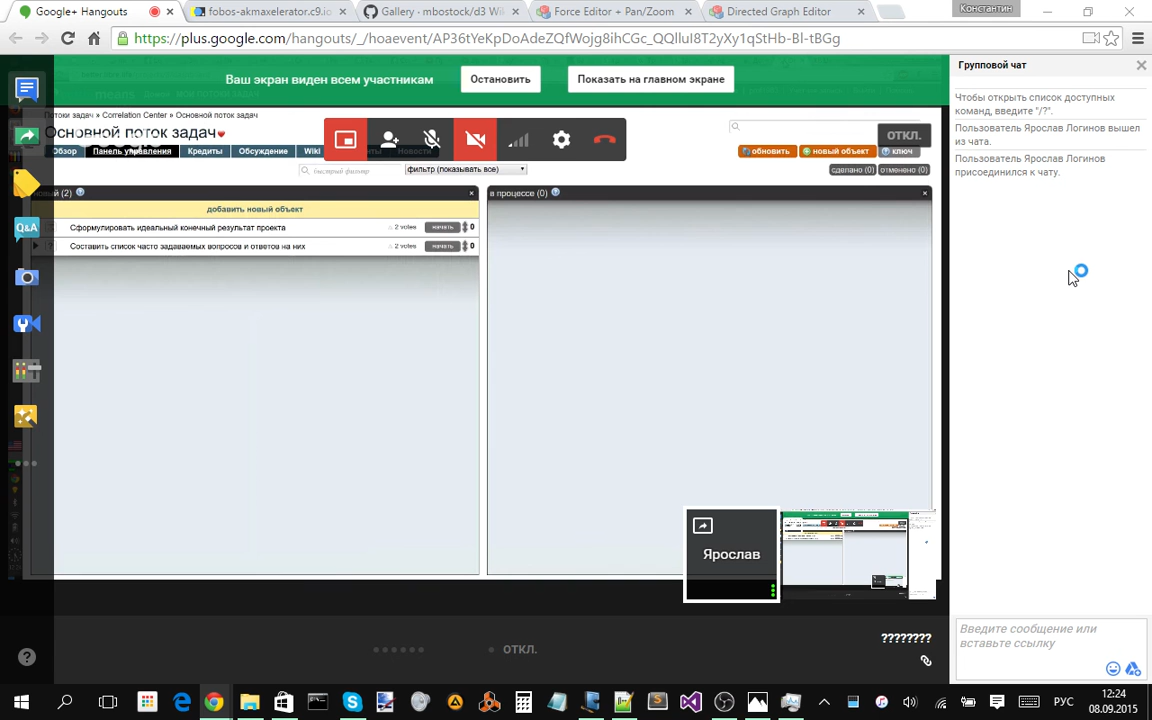 Google+ Hangouts
fobos-akmaxelerator.c9.io
Gallery · mbostock/d3 Wi
Force Editor + Pan/Zoom
Directed Graph Editor
Константин
https://plus.google.com/hangouts/_/hoaevent/AP36tYeKpDoAdeZQfWojg8ihCGc_QQlluI8T2yXy1qStHb-Bl-tBGg
Ваш экран виден всем участникам
Остановить
Показать на главном экране
Групповой чат
Чтобы открыть список доступных
команд, введите "/?".
Пользователь Ярослав Логинов вышел
из чата.
Пользователь Ярослав Логинов
присоединился к чату.
Потоки задач » Correlation Center » Основной поток задач
Основной поток задач
ОТКЛ.
Обзор
Панель управления
Кредиты
Обсуждение
Wiki
Новости
обновить
новый объект
ключ
быстрый фильтр
фильтр (показывать все)
сделано (0)
отменено (0)
новый (2)
в процессе (0)
добавить новый объект
Сформулировать идеальный конечный результат проекта
2 votes
начать
0
Составить список часто задаваемых вопросов и ответов на них
2 votes
начать
0
Q&A
Ярослав
????????
ОТКЛ.
Введите сообщение или
вставьте ссылку
РУС
12:24
08.09.2015